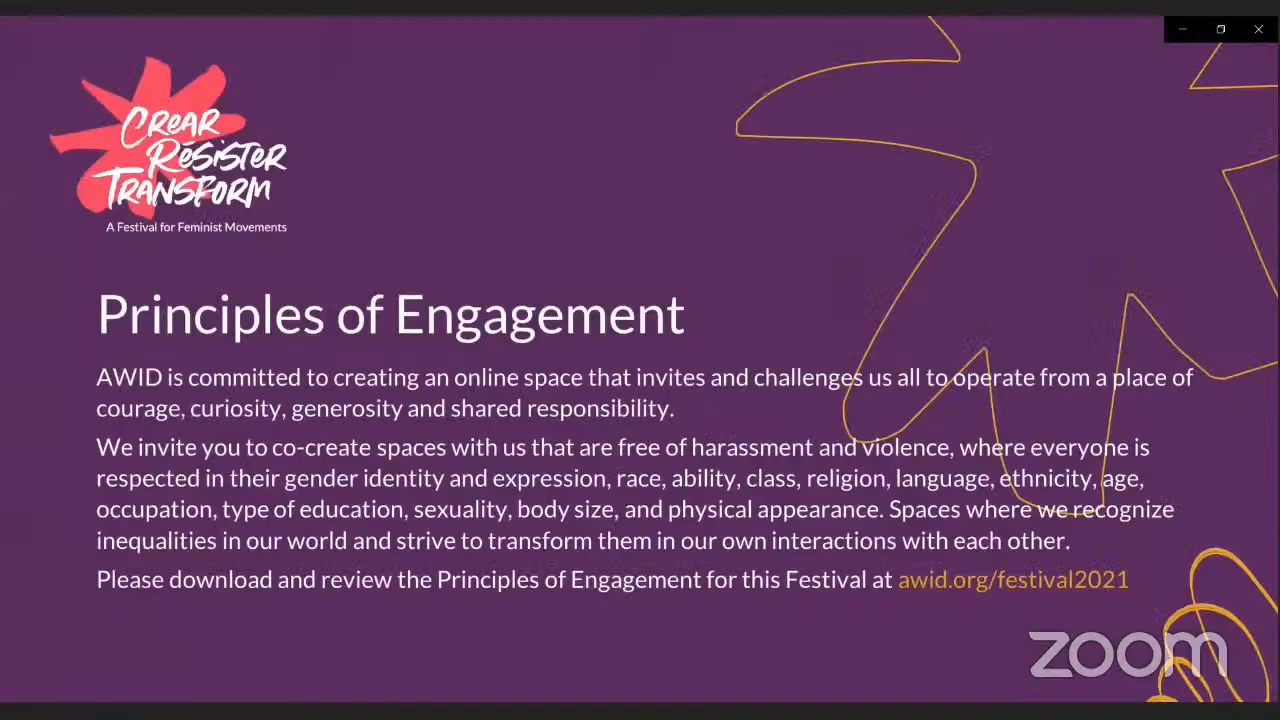 CReAR
RéSiSTeR
TRANSFORM
A Festival for Feminist Movements
Principles of Engagement
AWID is committed to creating an online space that invites and challenges us all to operate from a place of
courage, curiosity, generosity and shared responsibility.
We invite you to co-create spaces with us that are free of harassment and violence, where everyone is
respected in their gender identity and expression, race, ability, class, religion, language, ethnicity, age,
occupation, type of education, sexuality, body size, and physical appearance. Spaces where we recognize
inequalities in our world and strive to transform them in our own interactions with each other.
Please download and review the Principles of Engagement for this Festival at awid.org/festival2021
zoom